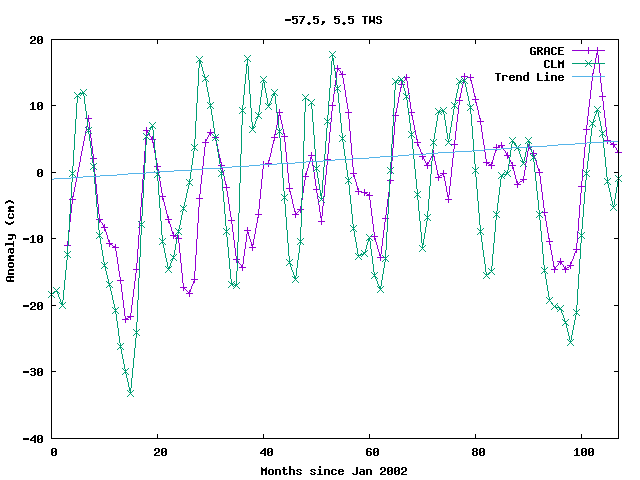 -57.5, 5.5 TWS
GRACE
CLM
Trend Line
20
10
0
-10
-20
-30
-40
Anomaly (cm)
0 20 40 60 80 100
Months since Jan 2002